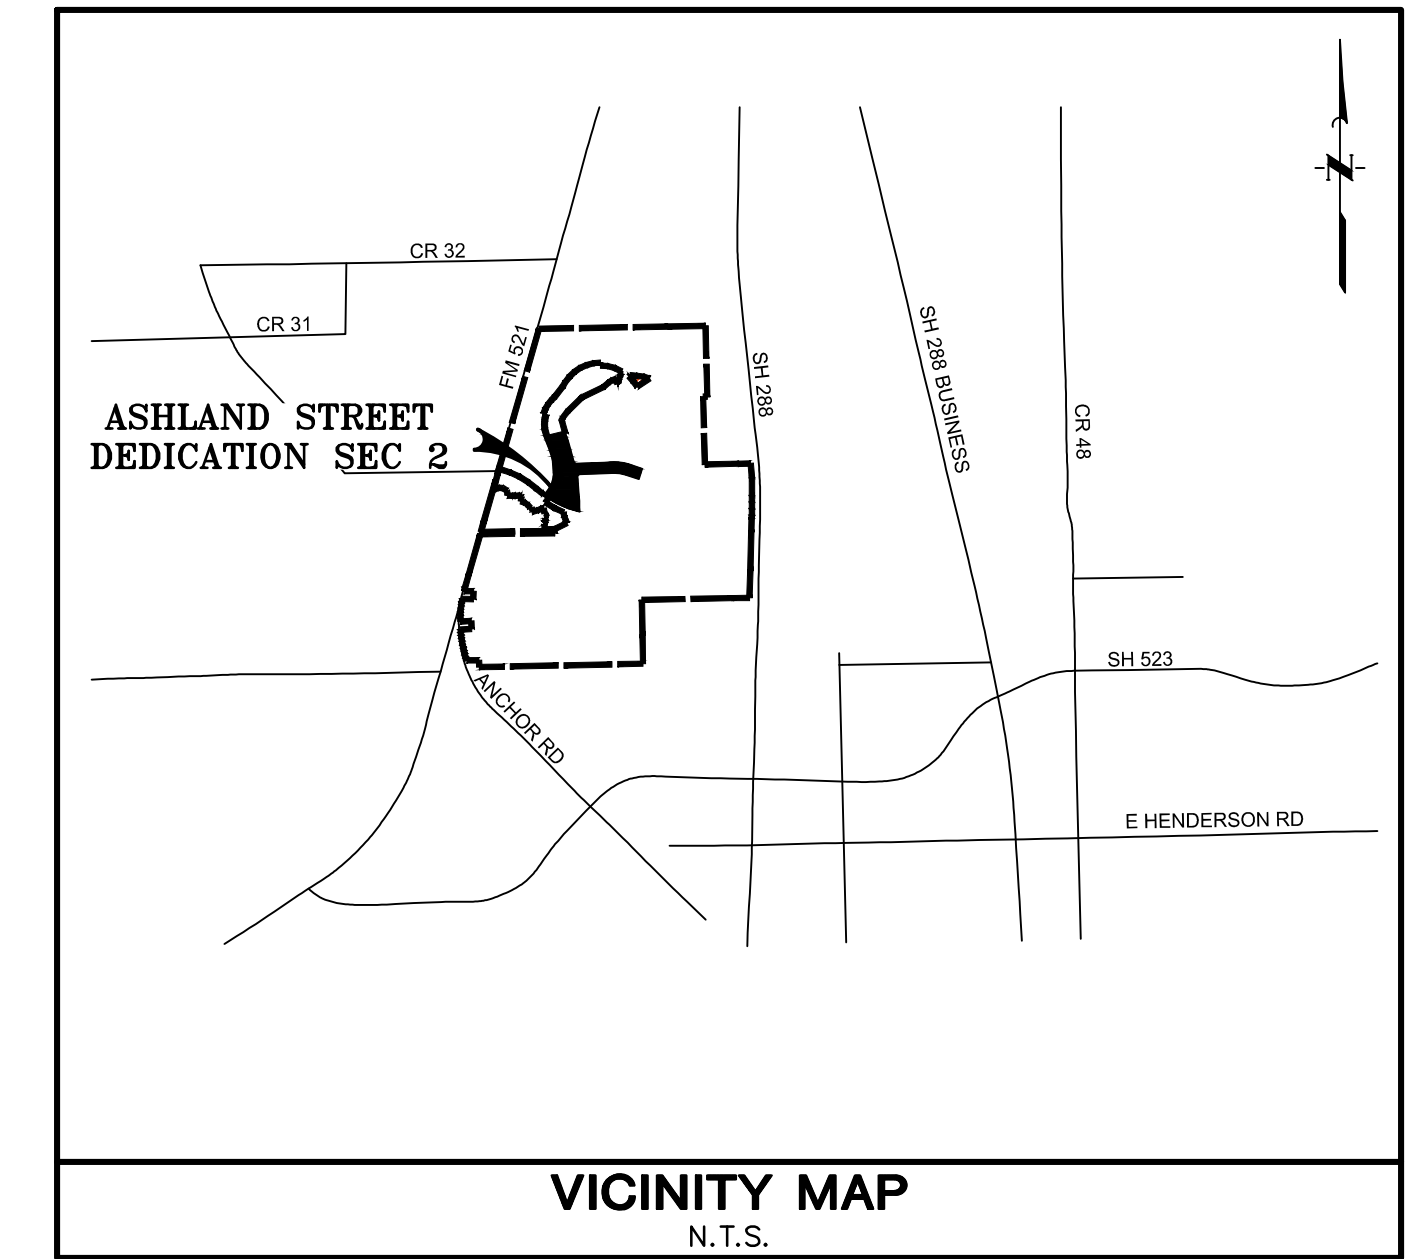 N
CR 32
CR 31
FM 521
SH 288
SH 288 BUSINESS
CR 48
ASHLAND STREET
DEDICATION SEC 2
SH 523
ANCHOR RD
E HENDERSON RD
VICINITY MAP
N.T.S.